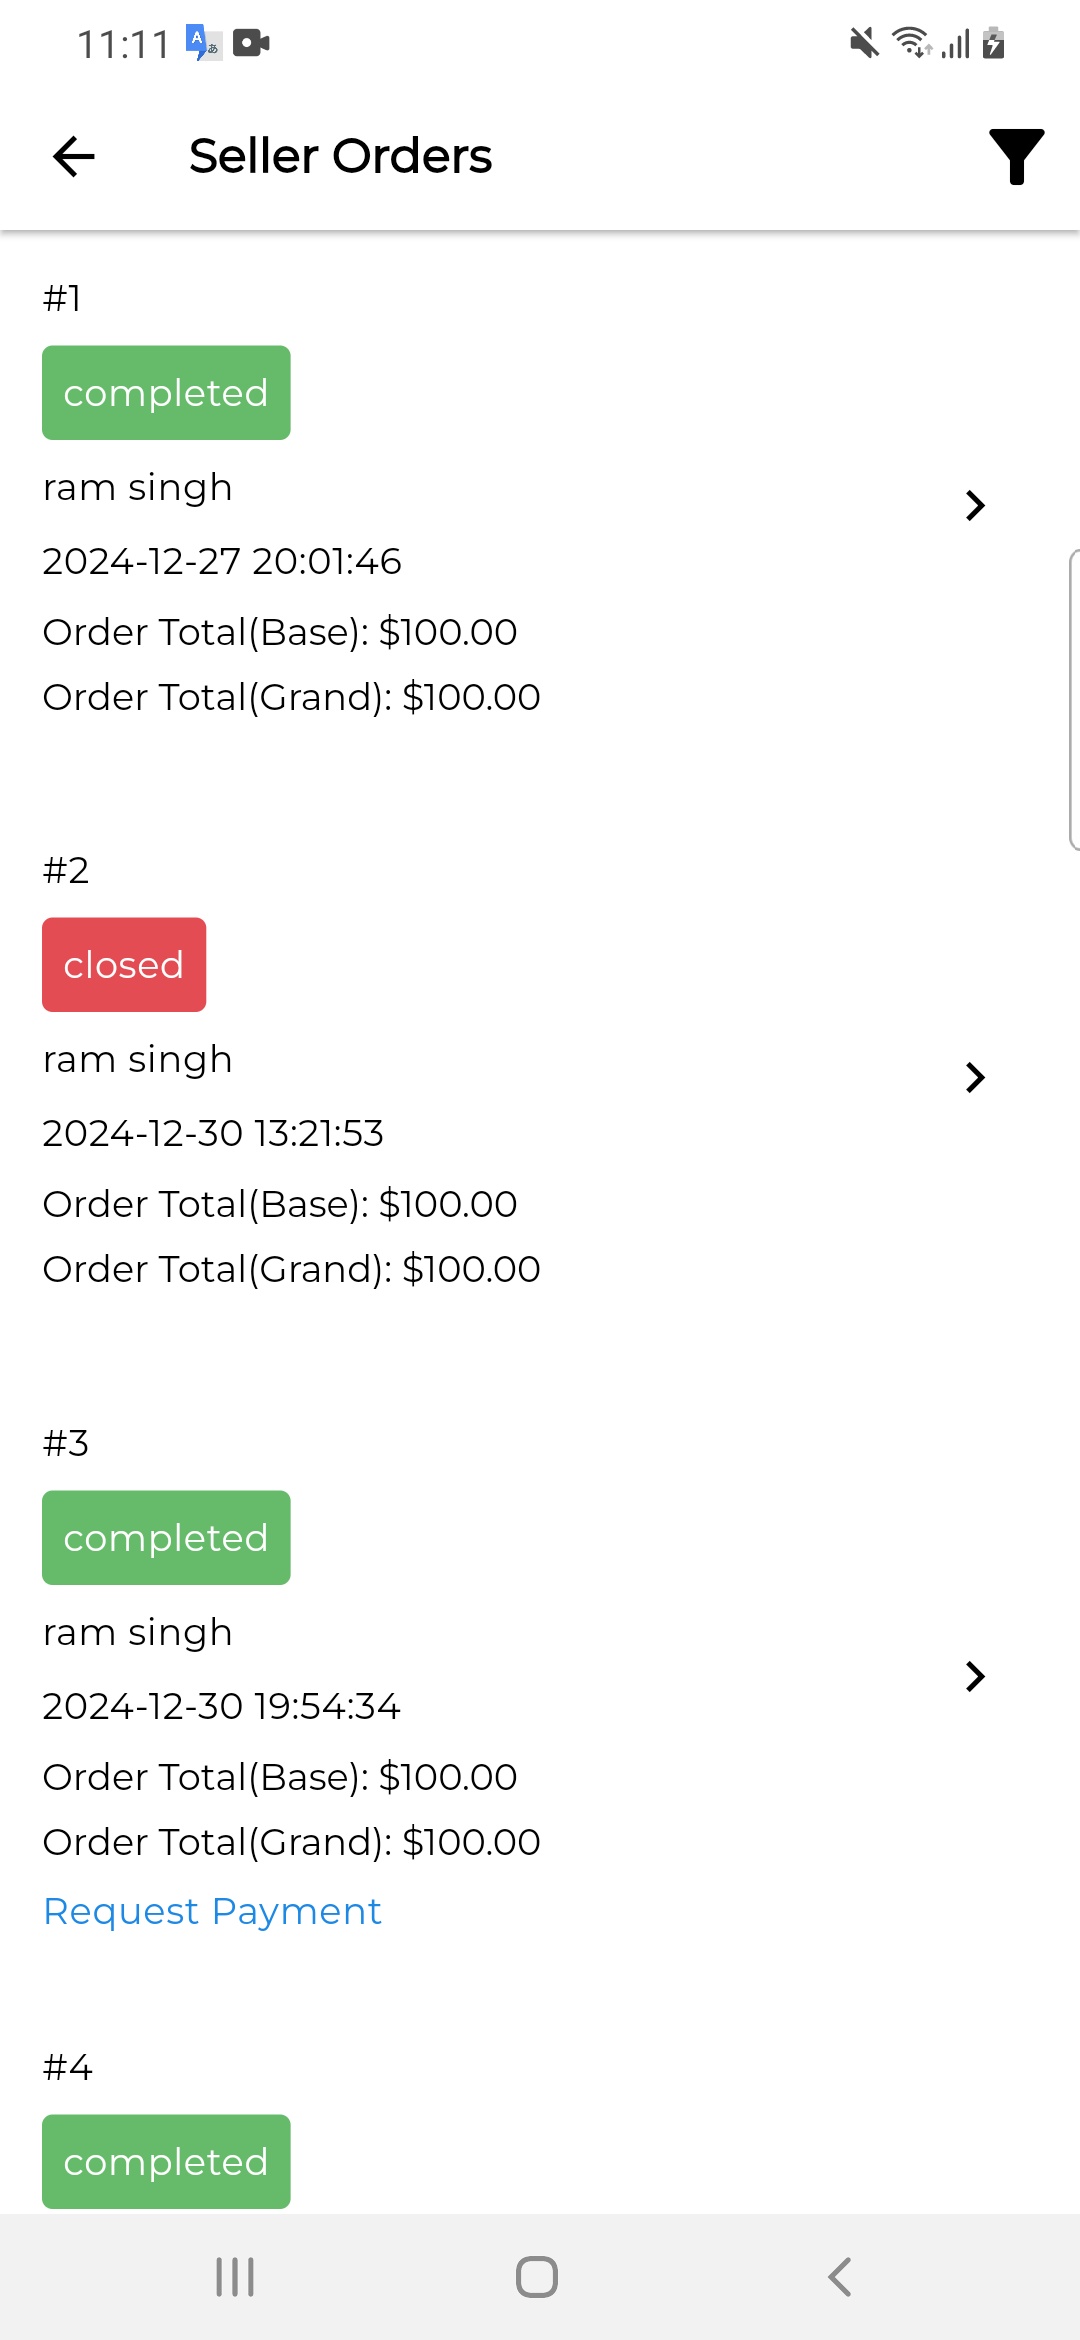 11:11
Seller Orders
#1
completed
ram singh
2024-12-27 20:01:46
Order Total(Base): $100.00
Order Total(Grand): $100.00
#2
closed
ram singh
2024-12-30 13:21:53
Order Total(Base): $100.00
Order Total(Grand): $100.00
#3
completed
ram singh
2024-12-30 19:54:34
Order Total(Base): $100.00
Order Total(Grand): $100.00
Request Payment
#4
completed